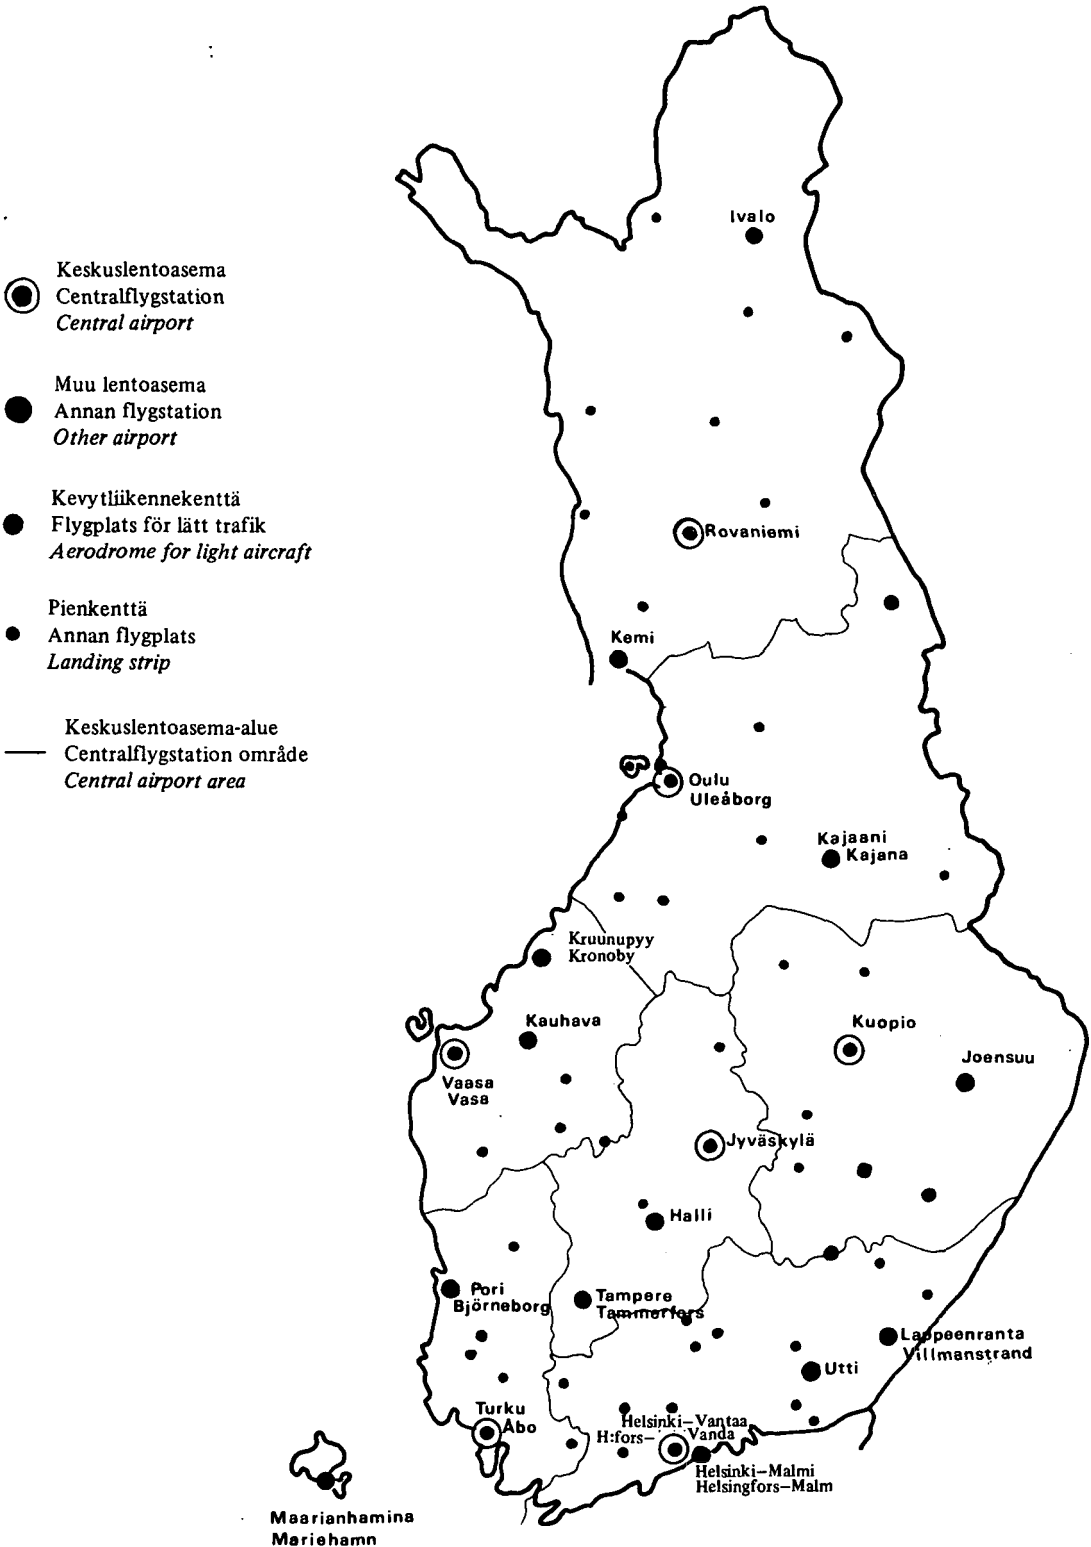 Keskuslentoasema
Centralflygstation
Central airport
Muu lentoasema
Annan flygstation
Other airport
Kevytliikennekenttä
Flygplats för lätt trafik
Aerodrome for light aircraft
Pienkenttä
Annan flygplats
Landing strip
Keskuslentoasema-alue
Centralflygstation område
Central airport area
Ivalo
Rovaniemi
Kemi
Oulu
Uleåborg
Kajaani
Kajana
Kruunupyy
Kronoby
Kauhava
Kuopio
Vaasa
Vasa
Joensuu
Jyväskylä
Halli
Pori
Björneborg
Tampere
Tammerfors
Lappeenranta
Villmanstrand
Utti
Turku
Åbo
Helsinki–Vantaa
H:fors– Vanda
Helsinki–Malmi
Helsingfors–Malm
Maarianhamina
Mariehamn